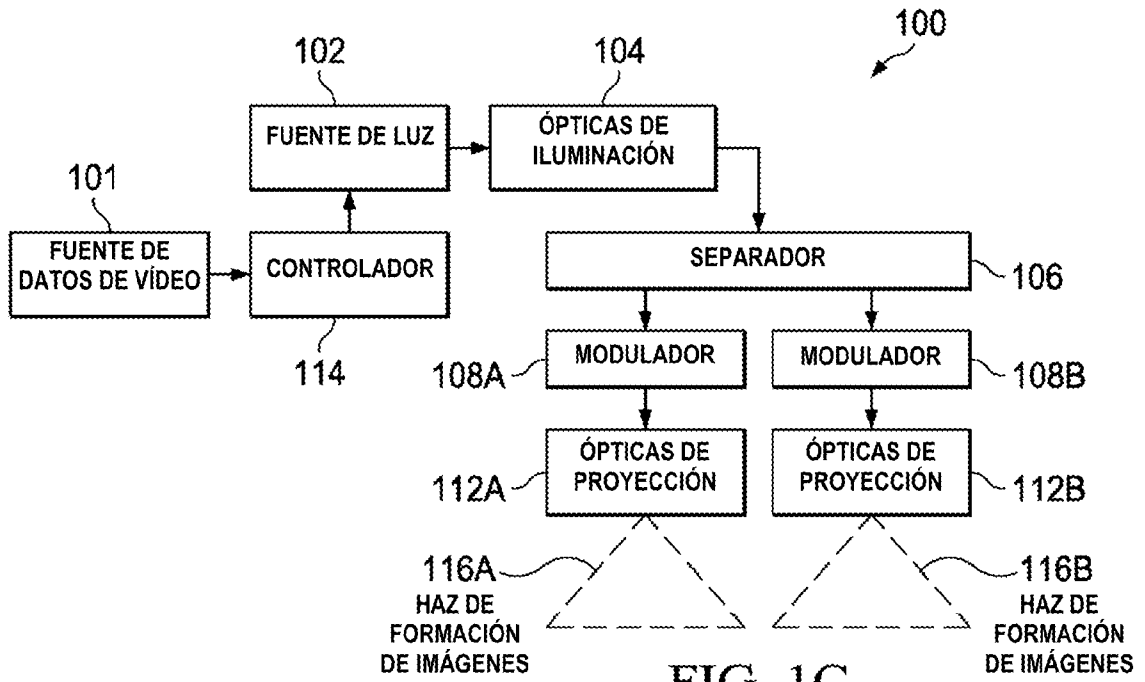 100
102
104
FUENTE DE LUZ
ÓPTICAS DE
ILUMINACIÓN
101
FUENTE DE
DATOS DE VÍDEO
CONTROLADOR
SEPARADOR
106
114
MODULADOR
MODULADOR
108A
108B
ÓPTICAS DE
PROYECCIÓN
ÓPTICAS DE
PROYECCIÓN
112A
112B
116A
HAZ DE
FORMACIÓN
DE IMÁGENES
116B
HAZ DE
FORMACIÓN
DE IMÁGENES
FIG. 1C